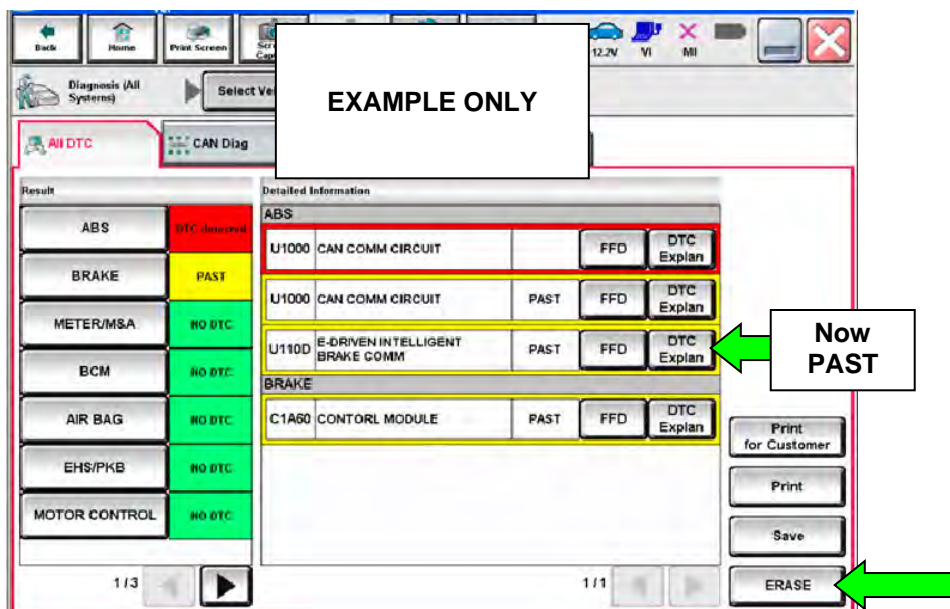 Back
Home
Print Screen
12.2V
VI
MI
EXAMPLE ONLY
Diagnosis (All
Systems)
All DTC
CAN Diag
Result
Detailed Information
ABS
DTC detected
BRAKE
PAST
METER/M&A
NO DTC
BCM
NO DTC
AIR BAG
NO DTC
EHS/PKB
NO DTC
MOTOR CONTROL
NO DTC
1/3
ABS
U1000 CAN COMM CIRCUIT FFD DTC
Explan
U1000 CAN COMM CIRCUIT PAST FFD DTC
Explan
U110D E-DRIVEN INTELLIGENT
BRAKE COMM PAST FFD DTC
Explan
BRAKE
C1A60 CONTORL MODULE PAST FFD DTC
Explan
1/1
Now
PAST
Print
for Customer
Print
Save
ERASE